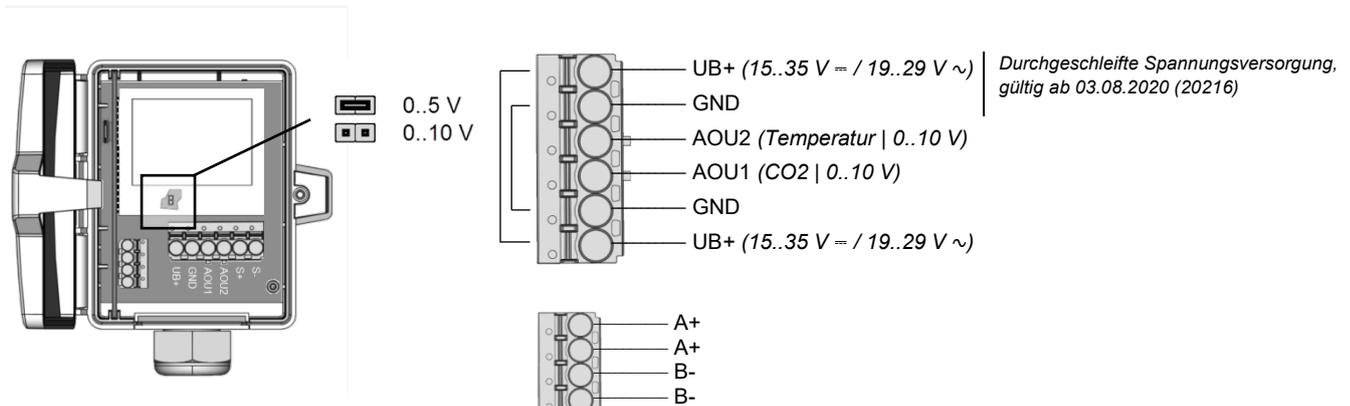 0..5 V
0..10 V
UB+ (15..35 V ⎓ / 19..29 V ∿)
Durchgeschleifte Spannungsversorgung,
gültig ab 03.08.2020 (20216)
GND
AOU2 (Temperatur | 0..10 V)
AOU1 (CO2 | 0..10 V)
GND
UB+ (15..35 V ⎓ / 19..29 V ∿)
UB+
GND
AOU1
AOU2
S+
S-
A+
A+
B-
B-